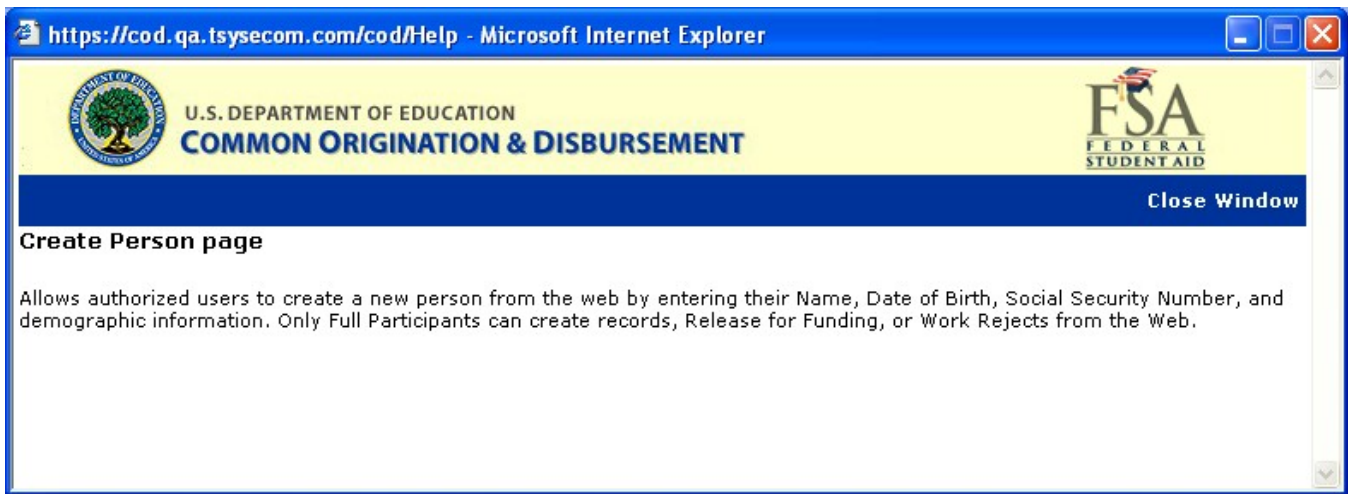 https://cod.qa.tsysecom.com/cod/Help - Microsoft Internet Explorer
U.S. DEPARTMENT OF EDUCATION
COMMON ORIGINATION & DISBURSEMENT
FSA
FEDERAL
STUDENT AID
Close Window
Create Person page
Allows authorized users to create a new person from the web by entering their Name, Date of Birth, Social Security Number, and
demographic information. Only Full Participants can create records, Release for Funding, or Work Rejects from the Web.